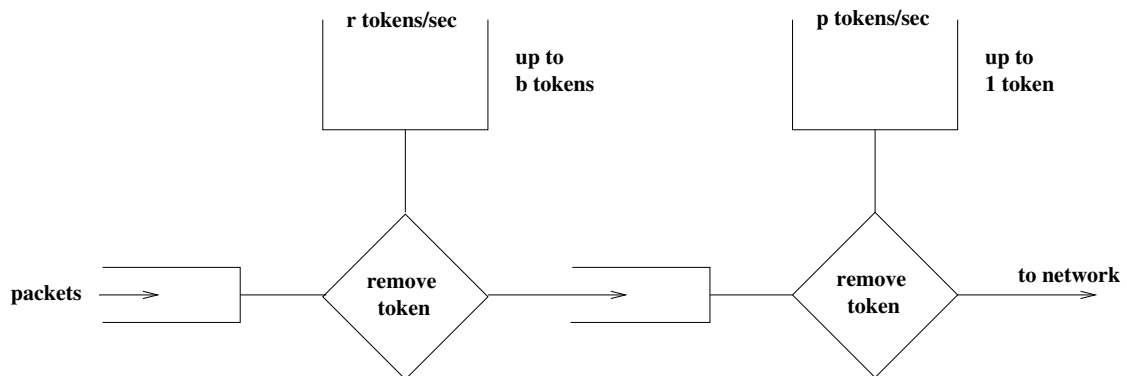 r tokens/sec
up to
b tokens
p tokens/sec
up to
1 token
packets
remove
token
remove
token
to network